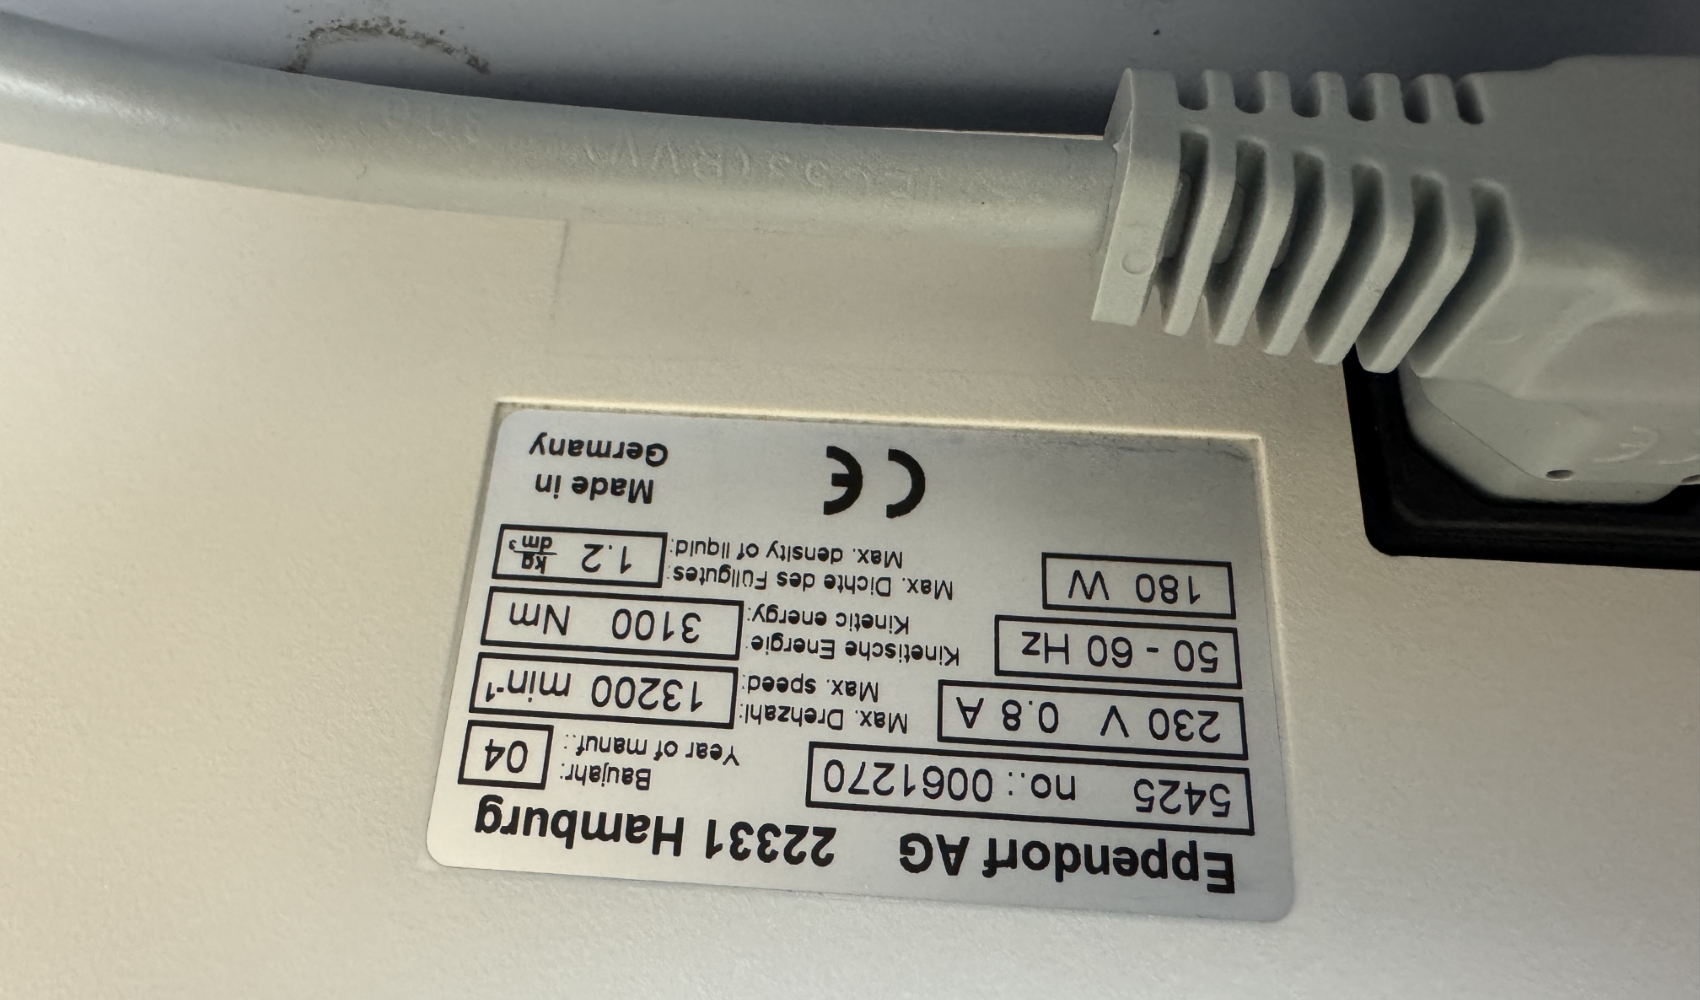 Eppendorf AG 22331 Hamburg
5425 no.: 0061270
Baujahr:
Year of manuf.:
04
230 V 0.8 A
Max. Drehzahl:
Max. speed:
13200 min⁻¹
50 - 60 Hz
Kinetische Energie:
Kinetic energy:
3100 Nm
180 W
Max. Dichte des Füllgutes:
Max. density of liquid:
1.2 kg/dm³
CE
Made in
Germany